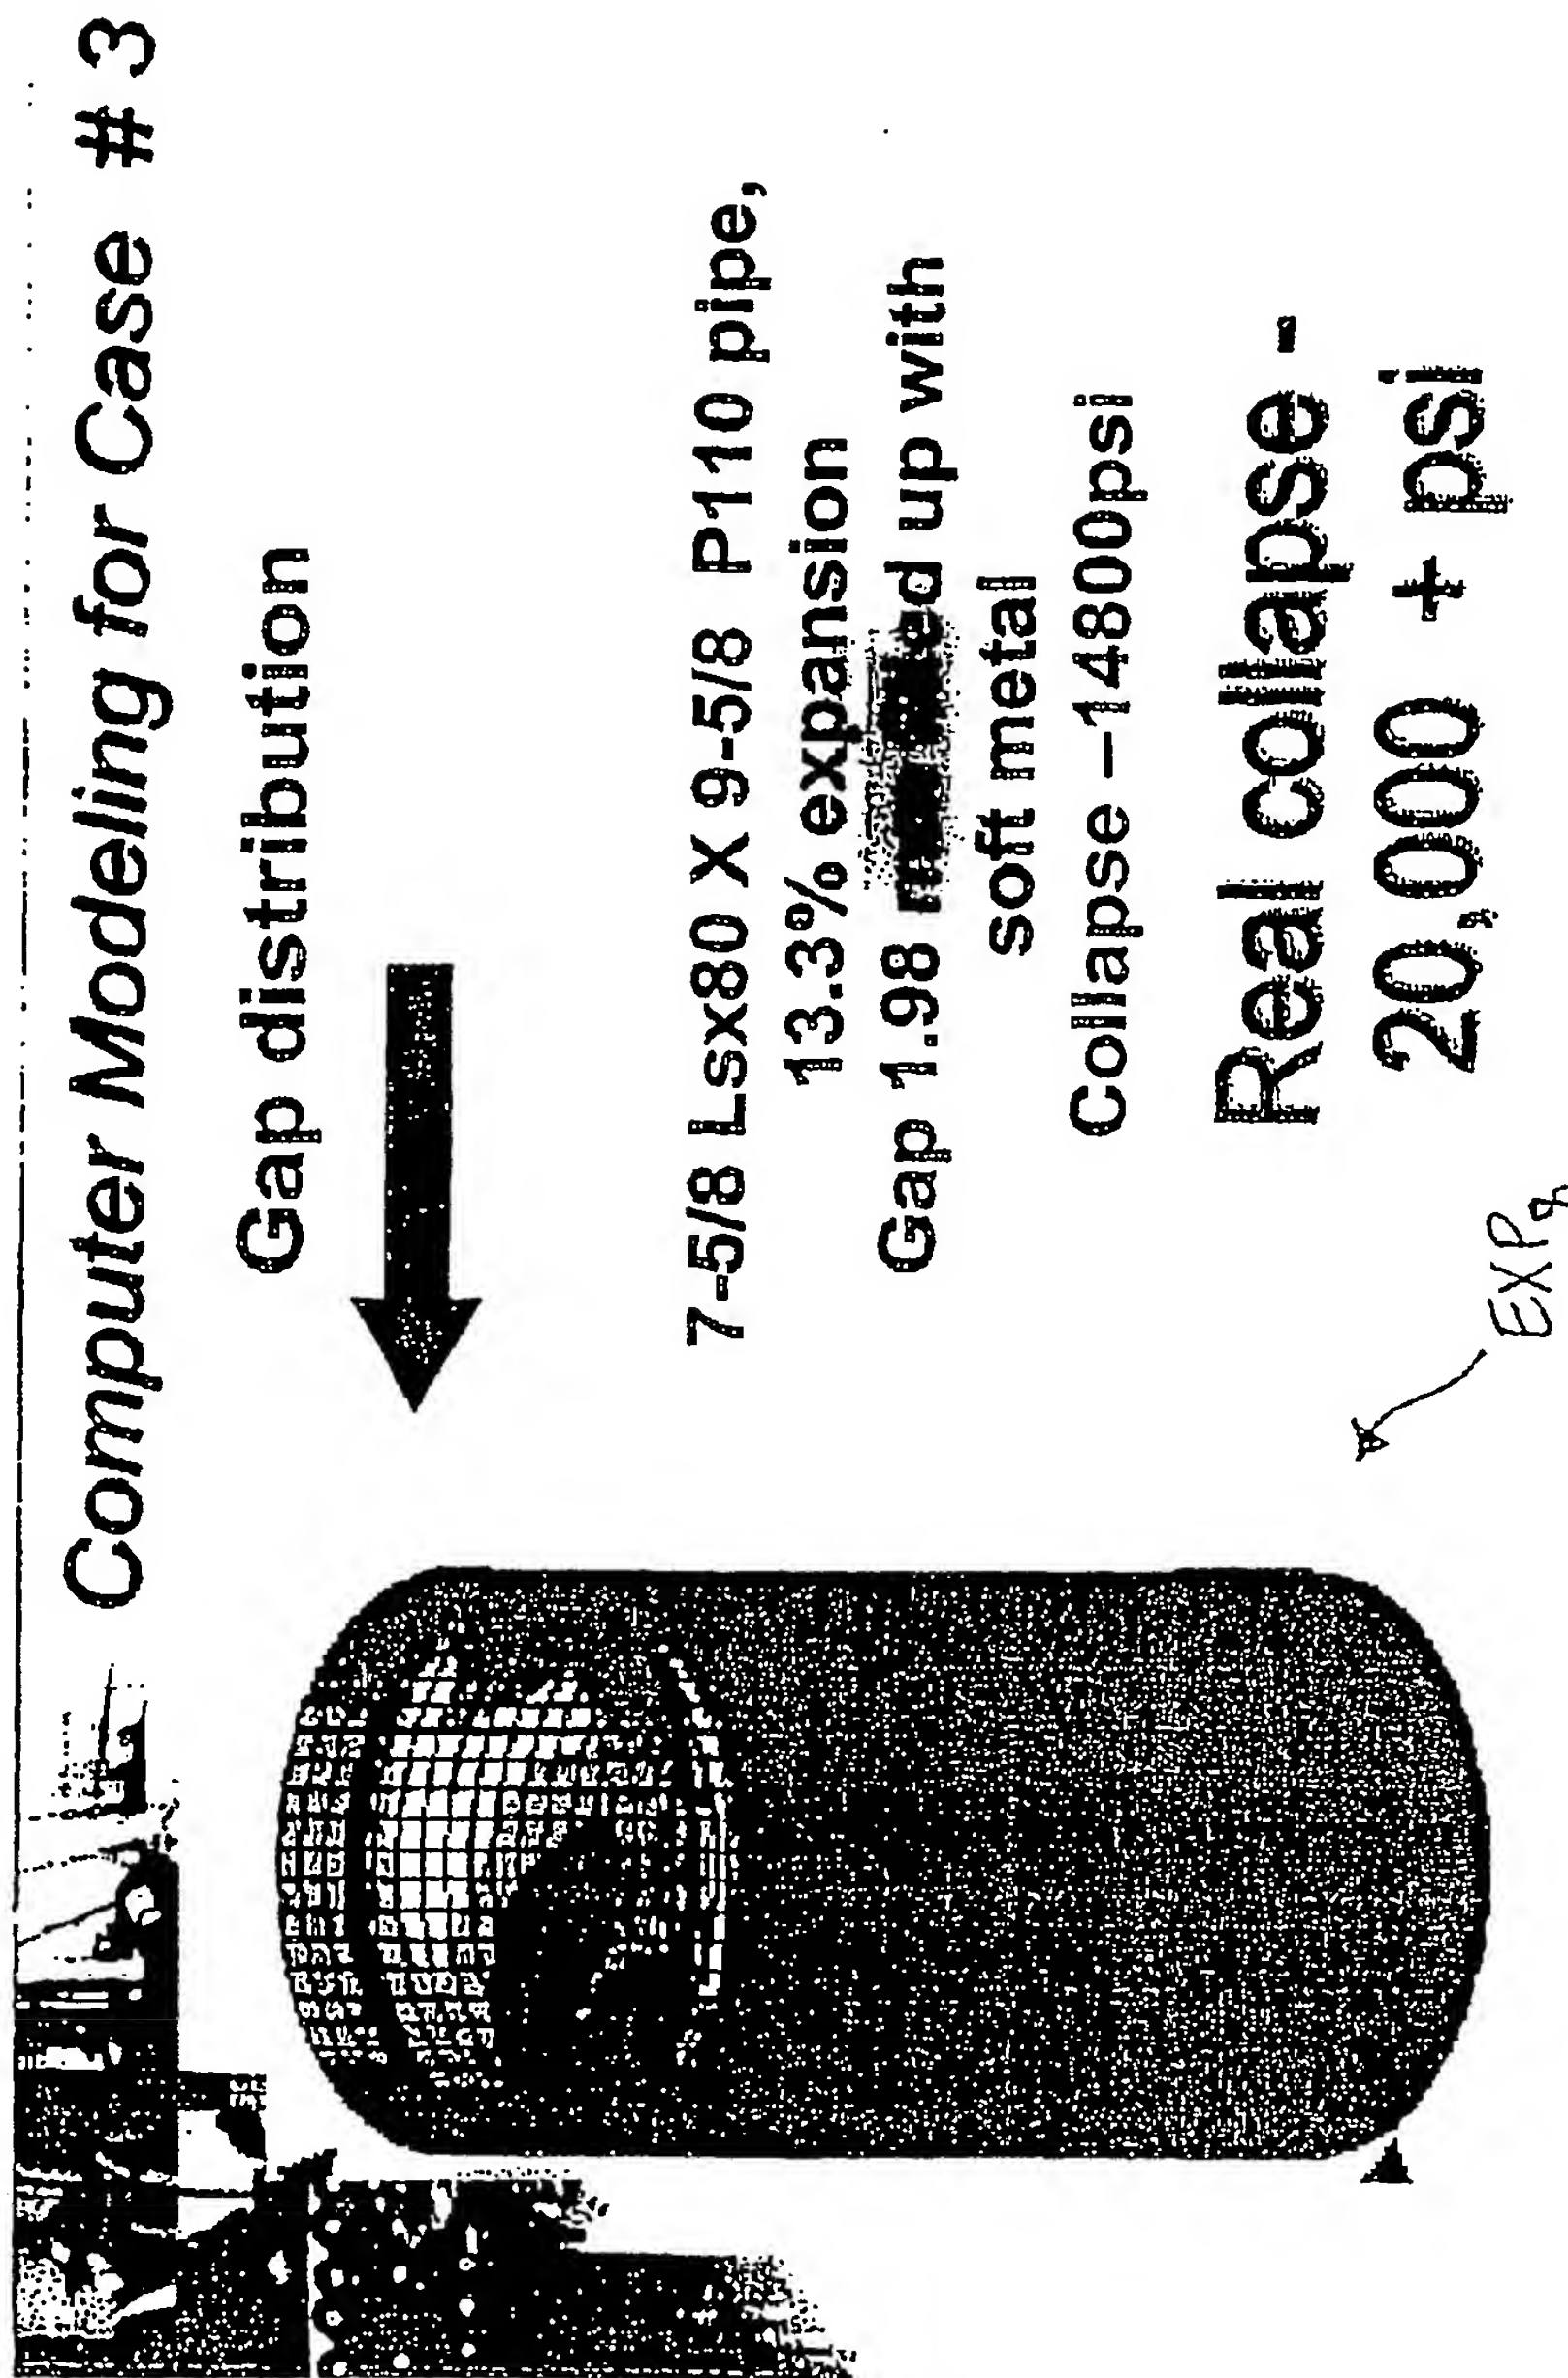 Computer Modeling for Case # 3
Gap distribution
7-5/8 Lsx80 X 9-5/8 P110 pipe,
13.3% expansion
Gap 1.98 ed up with
soft metal
Collapse –14800psi
Real collapse -
20,000 + psi